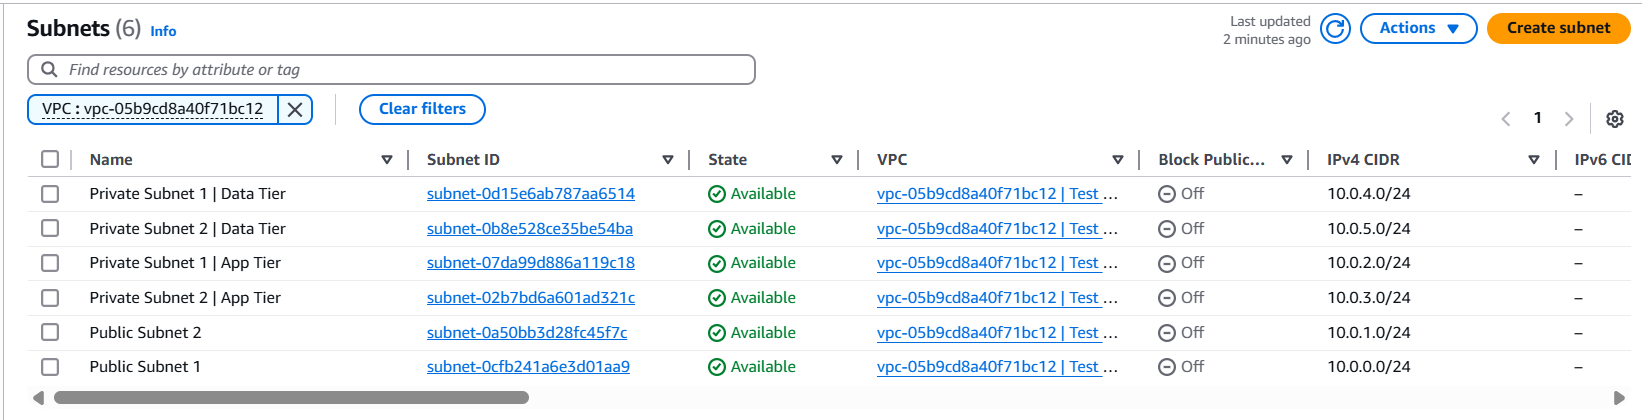 Subnets (6) Info
Last updated
2 minutes ago
Actions
Create subnet
Find resources by attribute or tag
VPC : vpc-05b9cd8a40f71bc12
Clear filters
1
Name Subnet ID State VPC Block Public... IPv4 CIDR IPv6 CID
Private Subnet 1 | Data Tier subnet-0d15e6ab787aa6514 Available vpc-05b9cd8a40f71bc12 | Test ... Off 10.0.4.0/24 –
Private Subnet 2 | Data Tier subnet-0b8e528ce35be54ba Available vpc-05b9cd8a40f71bc12 | Test ... Off 10.0.5.0/24 –
Private Subnet 1 | App Tier subnet-07da99d886a119c18 Available vpc-05b9cd8a40f71bc12 | Test ... Off 10.0.2.0/24 –
Private Subnet 2 | App Tier subnet-02b7bd6a601ad321c Available vpc-05b9cd8a40f71bc12 | Test ... Off 10.0.3.0/24 –
Public Subnet 2 subnet-0a50bb3d28fc45f7c Available vpc-05b9cd8a40f71bc12 | Test ... Off 10.0.1.0/24 –
Public Subnet 1 subnet-0cfb241a6e3d01aa9 Available vpc-05b9cd8a40f71bc12 | Test ... Off 10.0.0.0/24 –